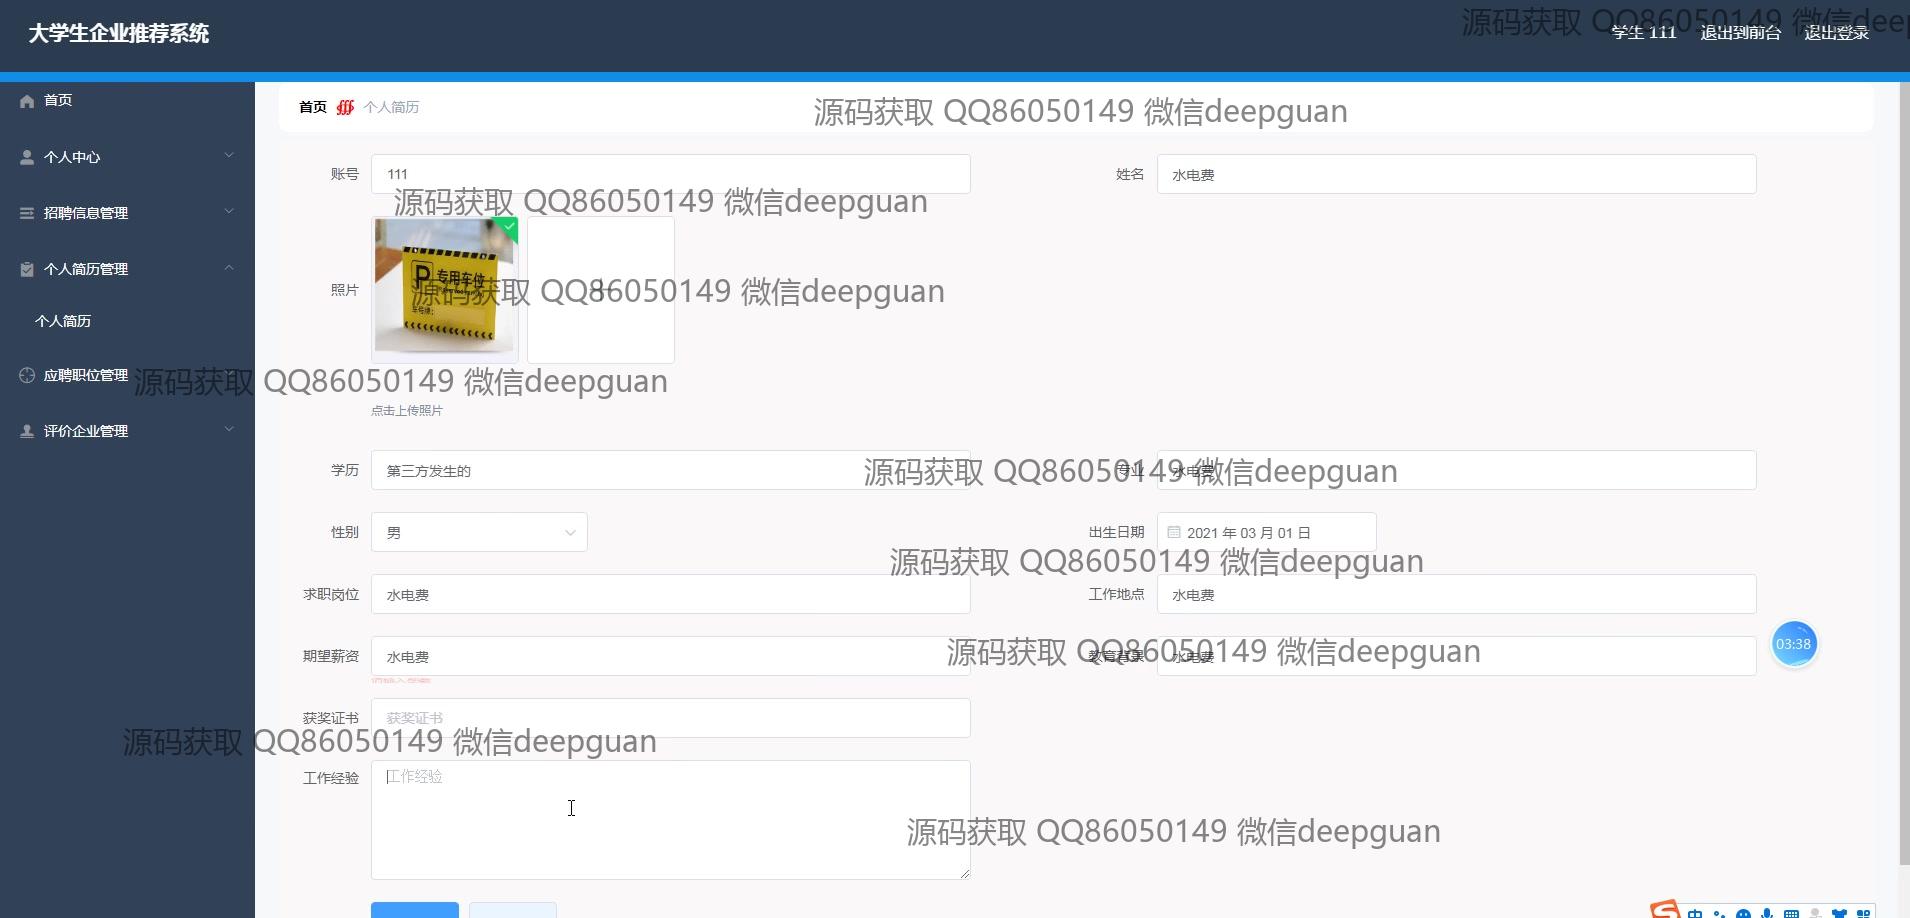 大学生企业推荐系统
源码获取 QQ86050149 微信deep
学生 111 退出到前台 退出登录
首页
个人中心
招聘信息管理
个人简历管理
个人简历
应聘职位管理
评价企业管理
首页 个人简历
源码获取 QQ86050149 微信deepguan
账号 111
姓名 水电费
源码获取 QQ86050149 微信deepguan
照片
P 专用车位
源码获取 QQ86050149 微信deepguan
源码获取 QQ86050149 微信deepguan
点击上传照片
学历 第三方发生的
专业 水电费
源码获取 QQ86050149 微信deepguan
性别 男
出生日期 2021 年 03 月 01 日
源码获取 QQ86050149 微信deepguan
求职岗位 水电费
工作地点 水电费
期望薪资 水电费
教育背景 水电费
源码获取 QQ86050149 微信deepguan
03:38
获奖证书 获奖证书
源码获取 QQ86050149 微信deepguan
工作经验 工作经验
源码获取 QQ86050149 微信deepguan
中